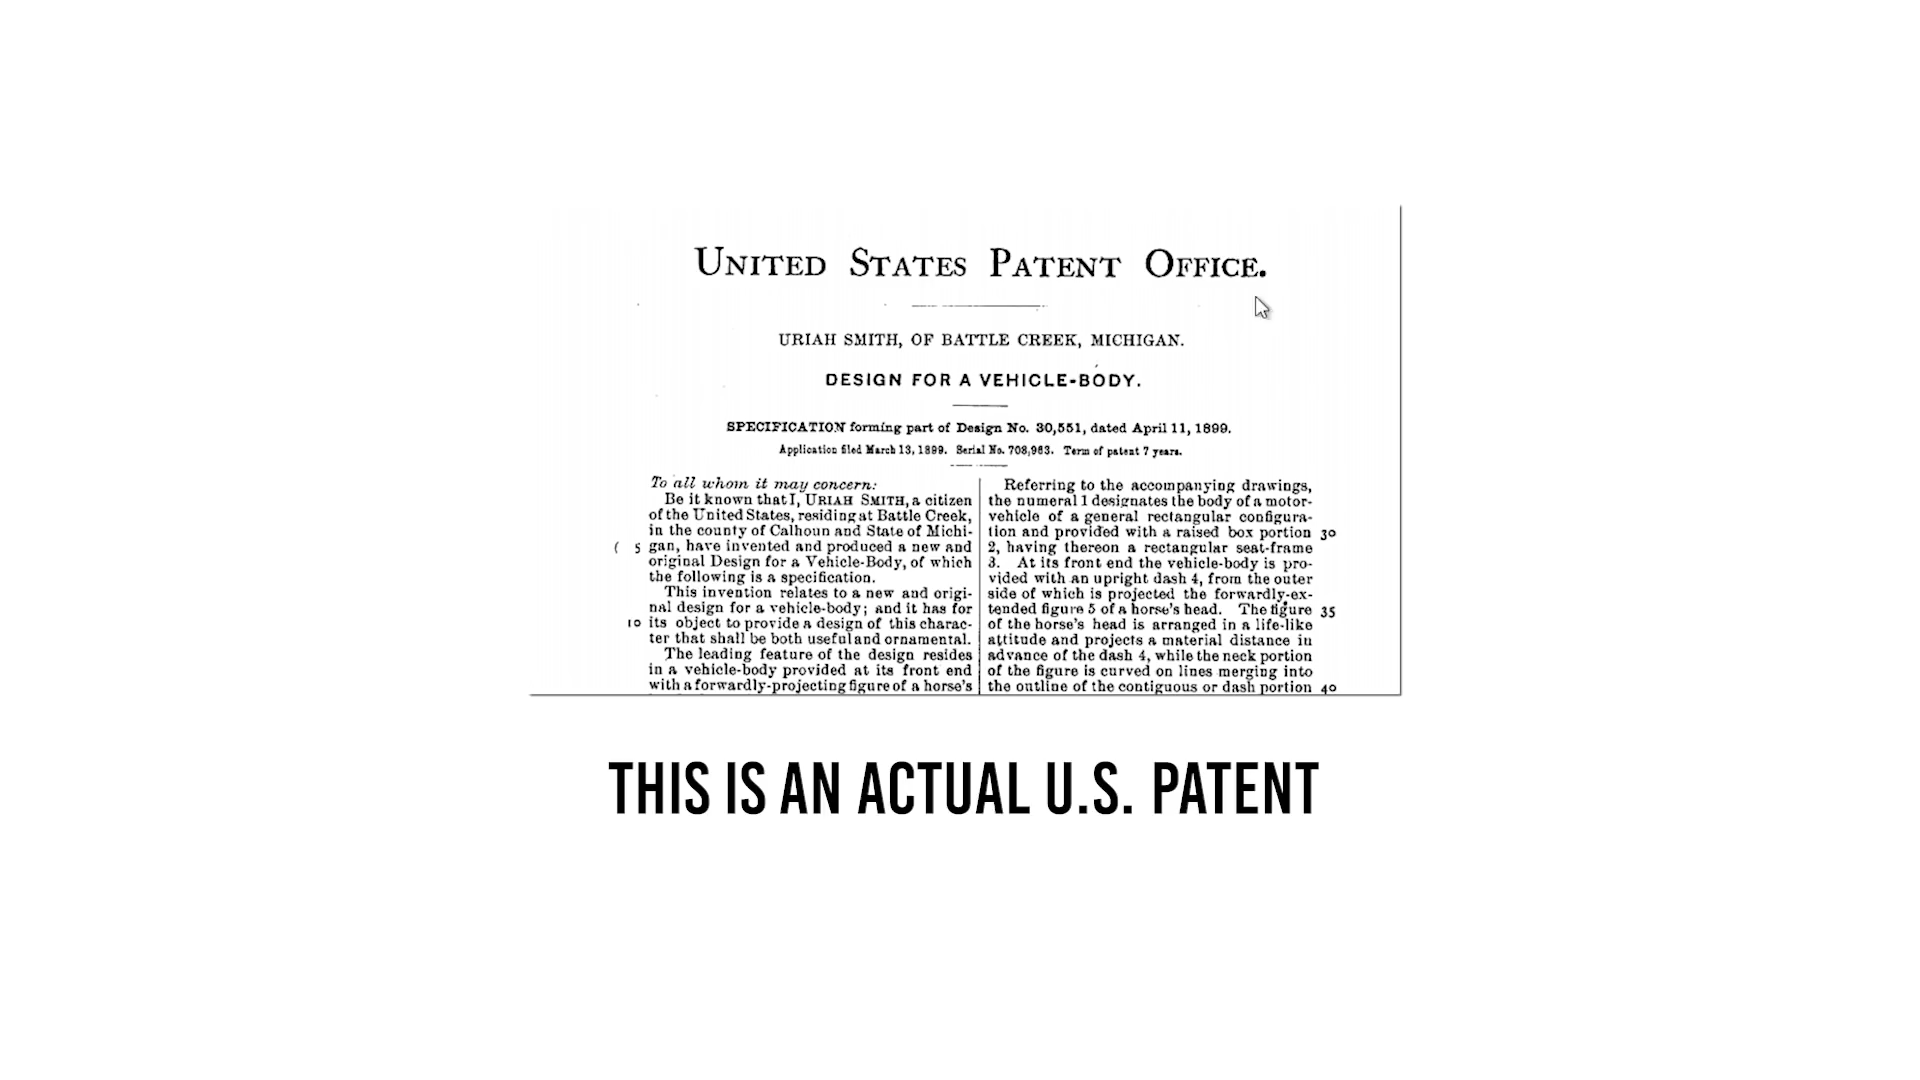 UNITED STATES PATENT OFFICE.
URIAH SMITH, OF BATTLE CREEK, MICHIGAN.
DESIGN FOR A VEHICLE-BODY.
SPECIFICATION forming part of Design No. 30,551, dated April 11, 1899.
Application filed March 13, 1899. Serial No. 708,963. Term of patent 7 years.
To all whom it may concern:
Be it known that I, URIAH SMITH, a citizen
of the United States, residing at Battle Creek,
in the county of Calhoun and State of Michi-
( 5 gan, have invented and produced a new and
original Design for a Vehicle-Body, of which
the following is a specification.
This invention relates to a new and origi-
nal design for a vehicle-body; and it has for
10 its object to provide a design of this charac-
ter that shall be both useful and ornamental.
The leading feature of the design resides
in a vehicle-body provided at its front end
with a forwardly-projecting figure of a horse's
Referring to the accompanying drawings,
the numeral 1 designates the body of a motor-
vehicle of a general rectangular configura-
tion and provided with a raised box portion 30
2, having thereon a rectangular seat-frame
3. At its front end the vehicle-body is pro-
vided with an upright dash 4, from the outer
side of which is projected the forwardly-ex-
tended figure 5 of a horse's head. The figure 35
of the horse's head is arranged in a life-like
attitude and projects a material distance in
advance of the dash 4, while the neck portion
of the figure is curved on lines merging into
the outline of the contiguous or dash portion 40
THIS IS AN ACTUAL U.S. PATENT